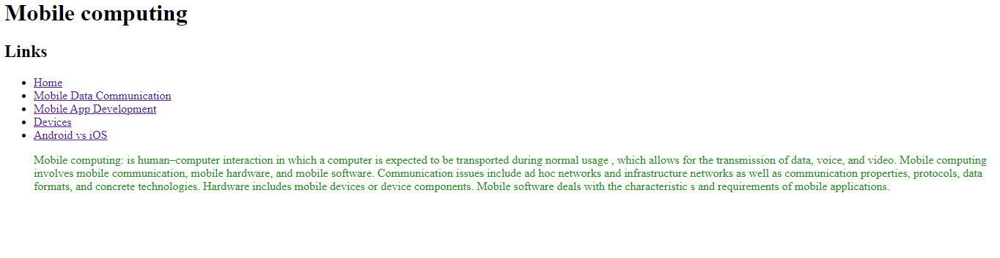 Mobile computing
Links
Home
Mobile Data Communication
Mobile App Development
Devices
Android vs iOS
Mobile computing: is human–computer interaction in which a computer is expected to be transported during normal usage , which allows for the transmission of data, voice, and video. Mobile computing
involves mobile communication, mobile hardware, and mobile software. Communication issues include ad hoc networks and infrastructure networks as well as communication properties, protocols, data
formats, and concrete technologies. Hardware includes mobile devices or device components. Mobile software deals with the characteristic s and requirements of mobile applications.